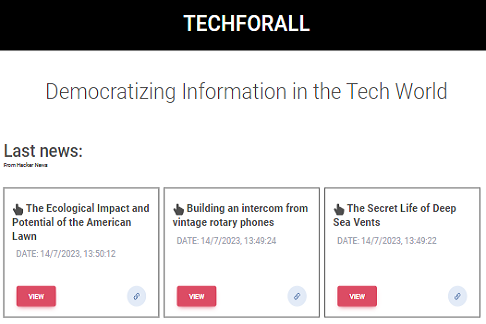 TECHFORALL
Democratizing Information in the Tech World
Last news:
From Hacker News
The Ecological Impact and
Potential of the American
Lawn
DATE: 14/7/2023, 13:50:12
VIEW
Building an intercom from
vintage rotary phones
DATE: 14/7/2023, 13:49:24
VIEW
The Secret Life of Deep
Sea Vents
DATE: 14/7/2023, 13:49:22
VIEW